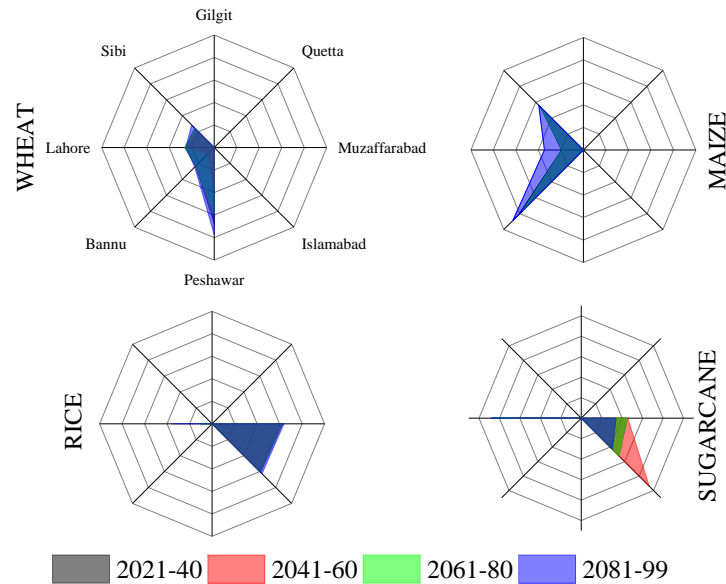 Gilgit
Sibi
Quetta
WHEAT
Lahore
Muzaffarabad
MAIZE
Bannu
Islamabad
Peshawar
RICE
SUGARCANE
2021-40 2041-60 2061-80 2081-99